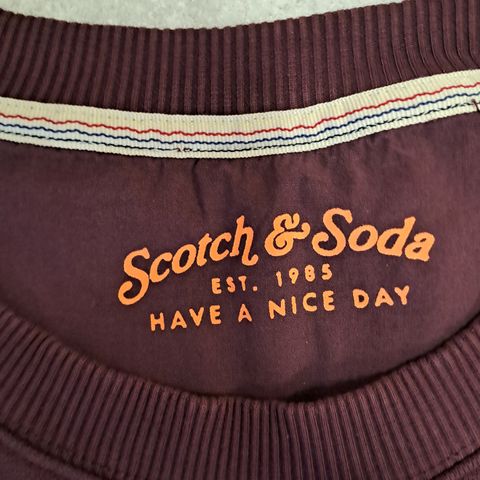 Scotch & Soda
EST. 1985
HAVE A NICE DAY